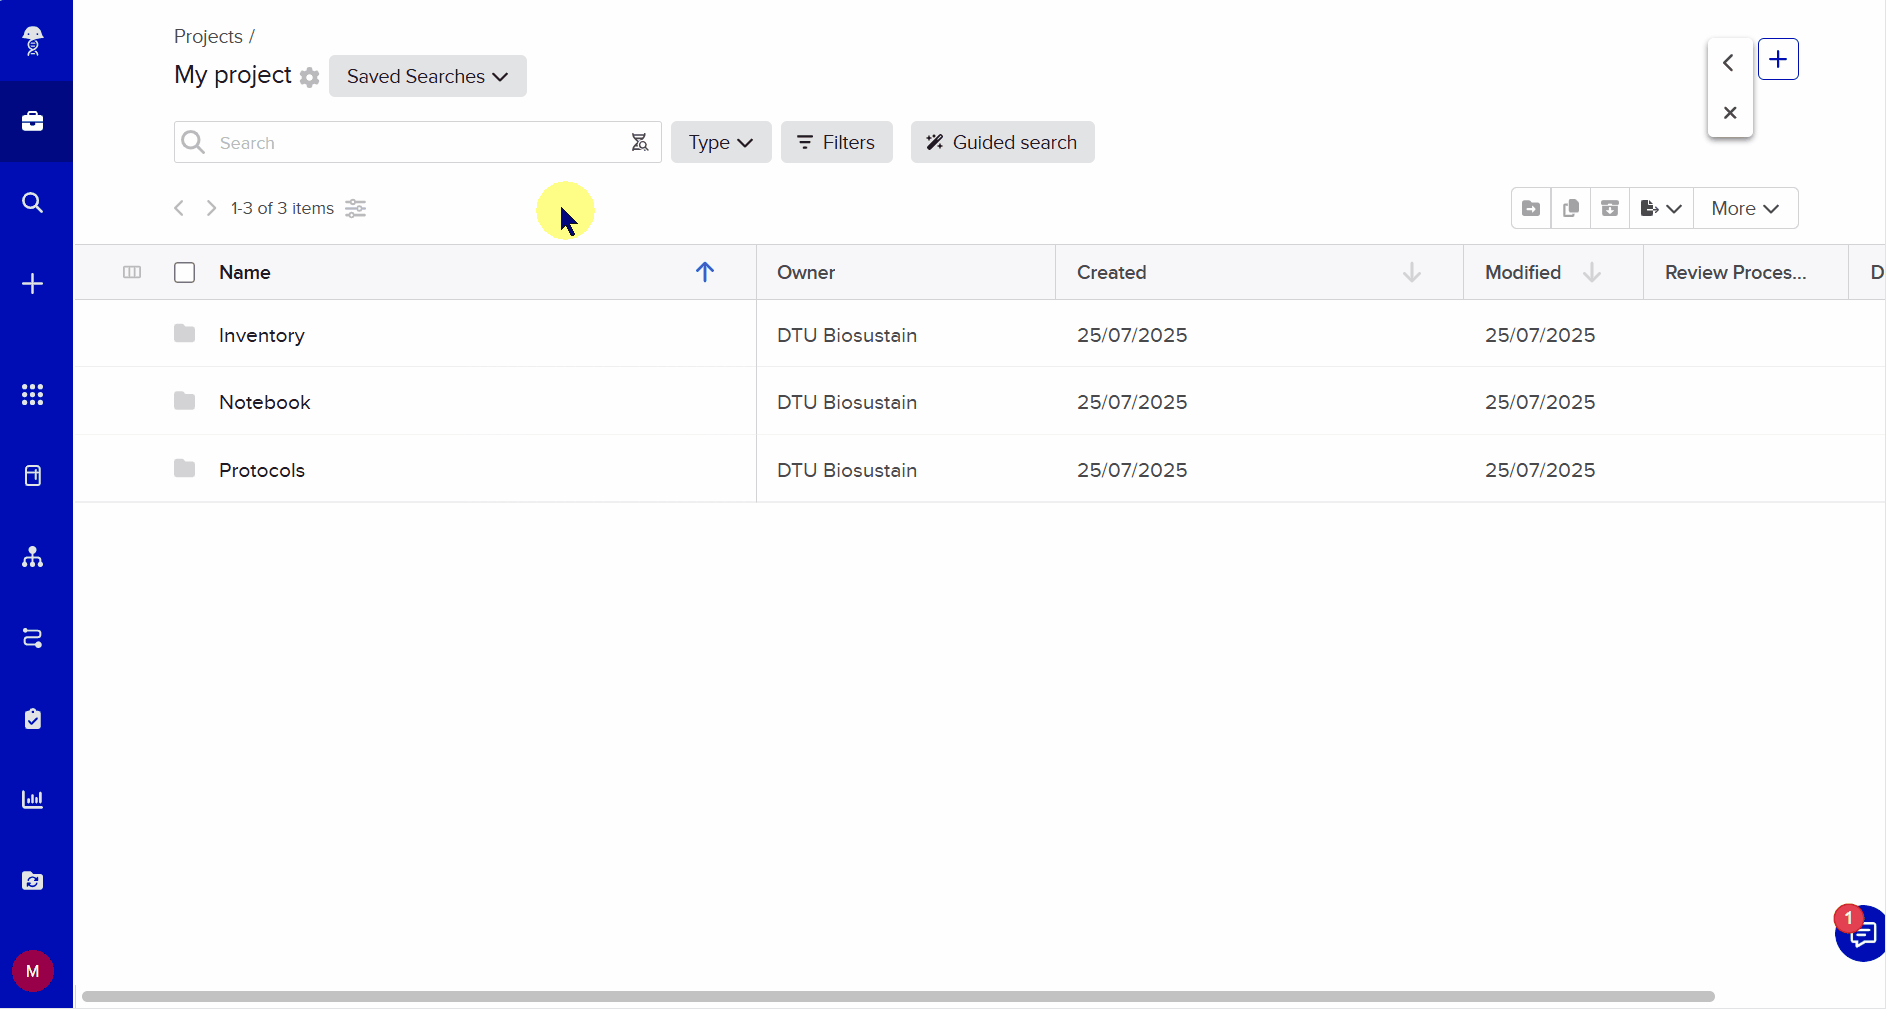 Projects /
My project Saved Searches
Search Type Filters Guided search
1-3 of 3 items More
Name Owner Created Modified Review Proces... D
Inventory DTU Biosustain 25/07/2025 25/07/2025
Notebook DTU Biosustain 25/07/2025 25/07/2025
Protocols DTU Biosustain 25/07/2025 25/07/2025
1
M